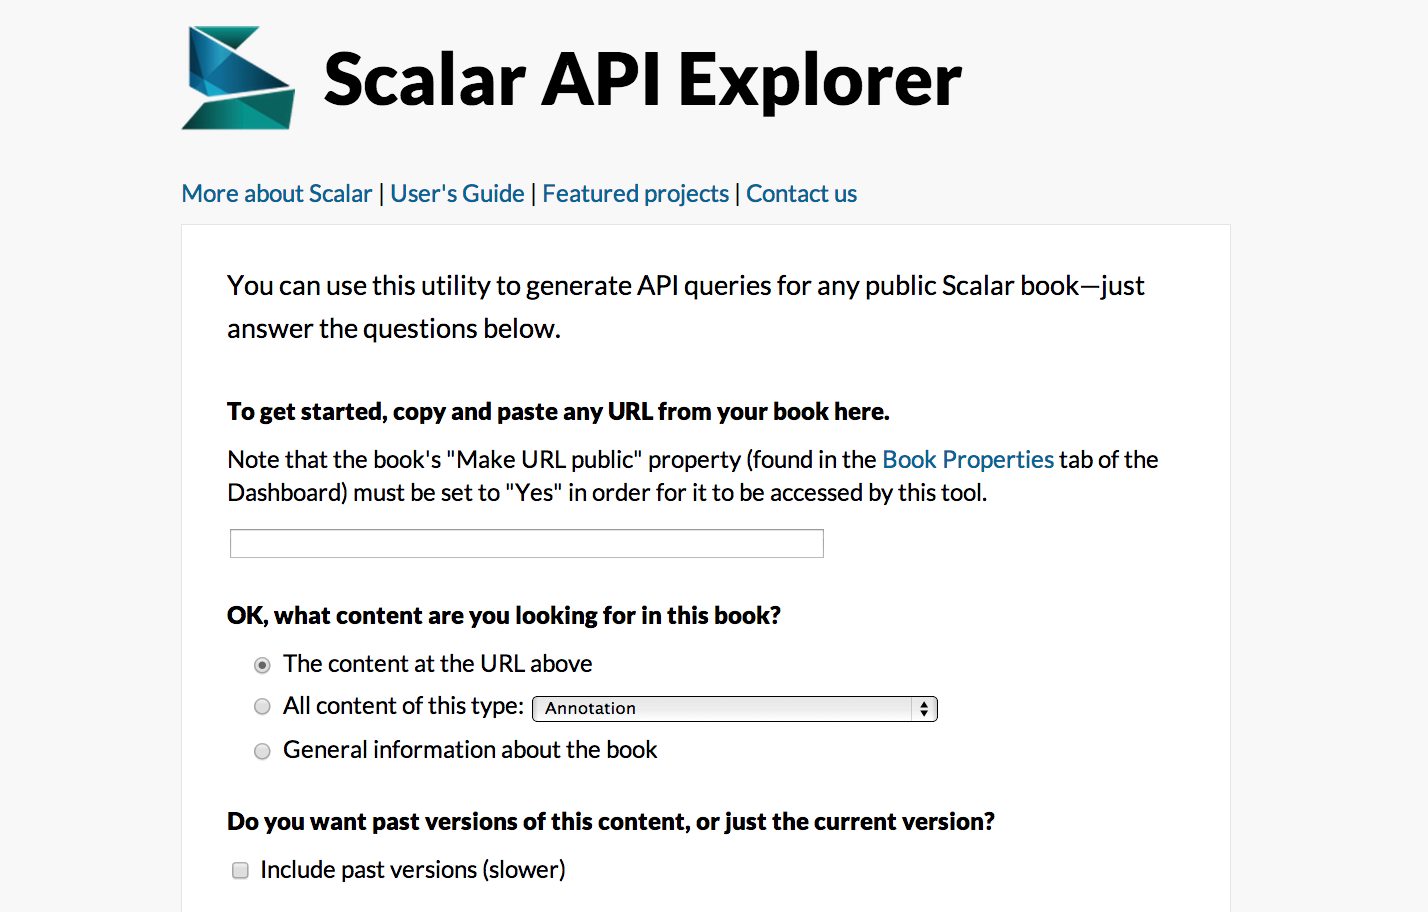 Scalar API Explorer
More about Scalar | User's Guide | Featured projects | Contact us
You can use this utility to generate API queries for any public Scalar book—just
answer the questions below.
To get started, copy and paste any URL from your book here.
Note that the book's "Make URL public" property (found in the Book Properties tab of the
Dashboard) must be set to "Yes" in order for it to be accessed by this tool.
OK, what content are you looking for in this book?
The content at the URL above
All content of this type: Annotation
General information about the book
Do you want past versions of this content, or just the current version?
Include past versions (slower)